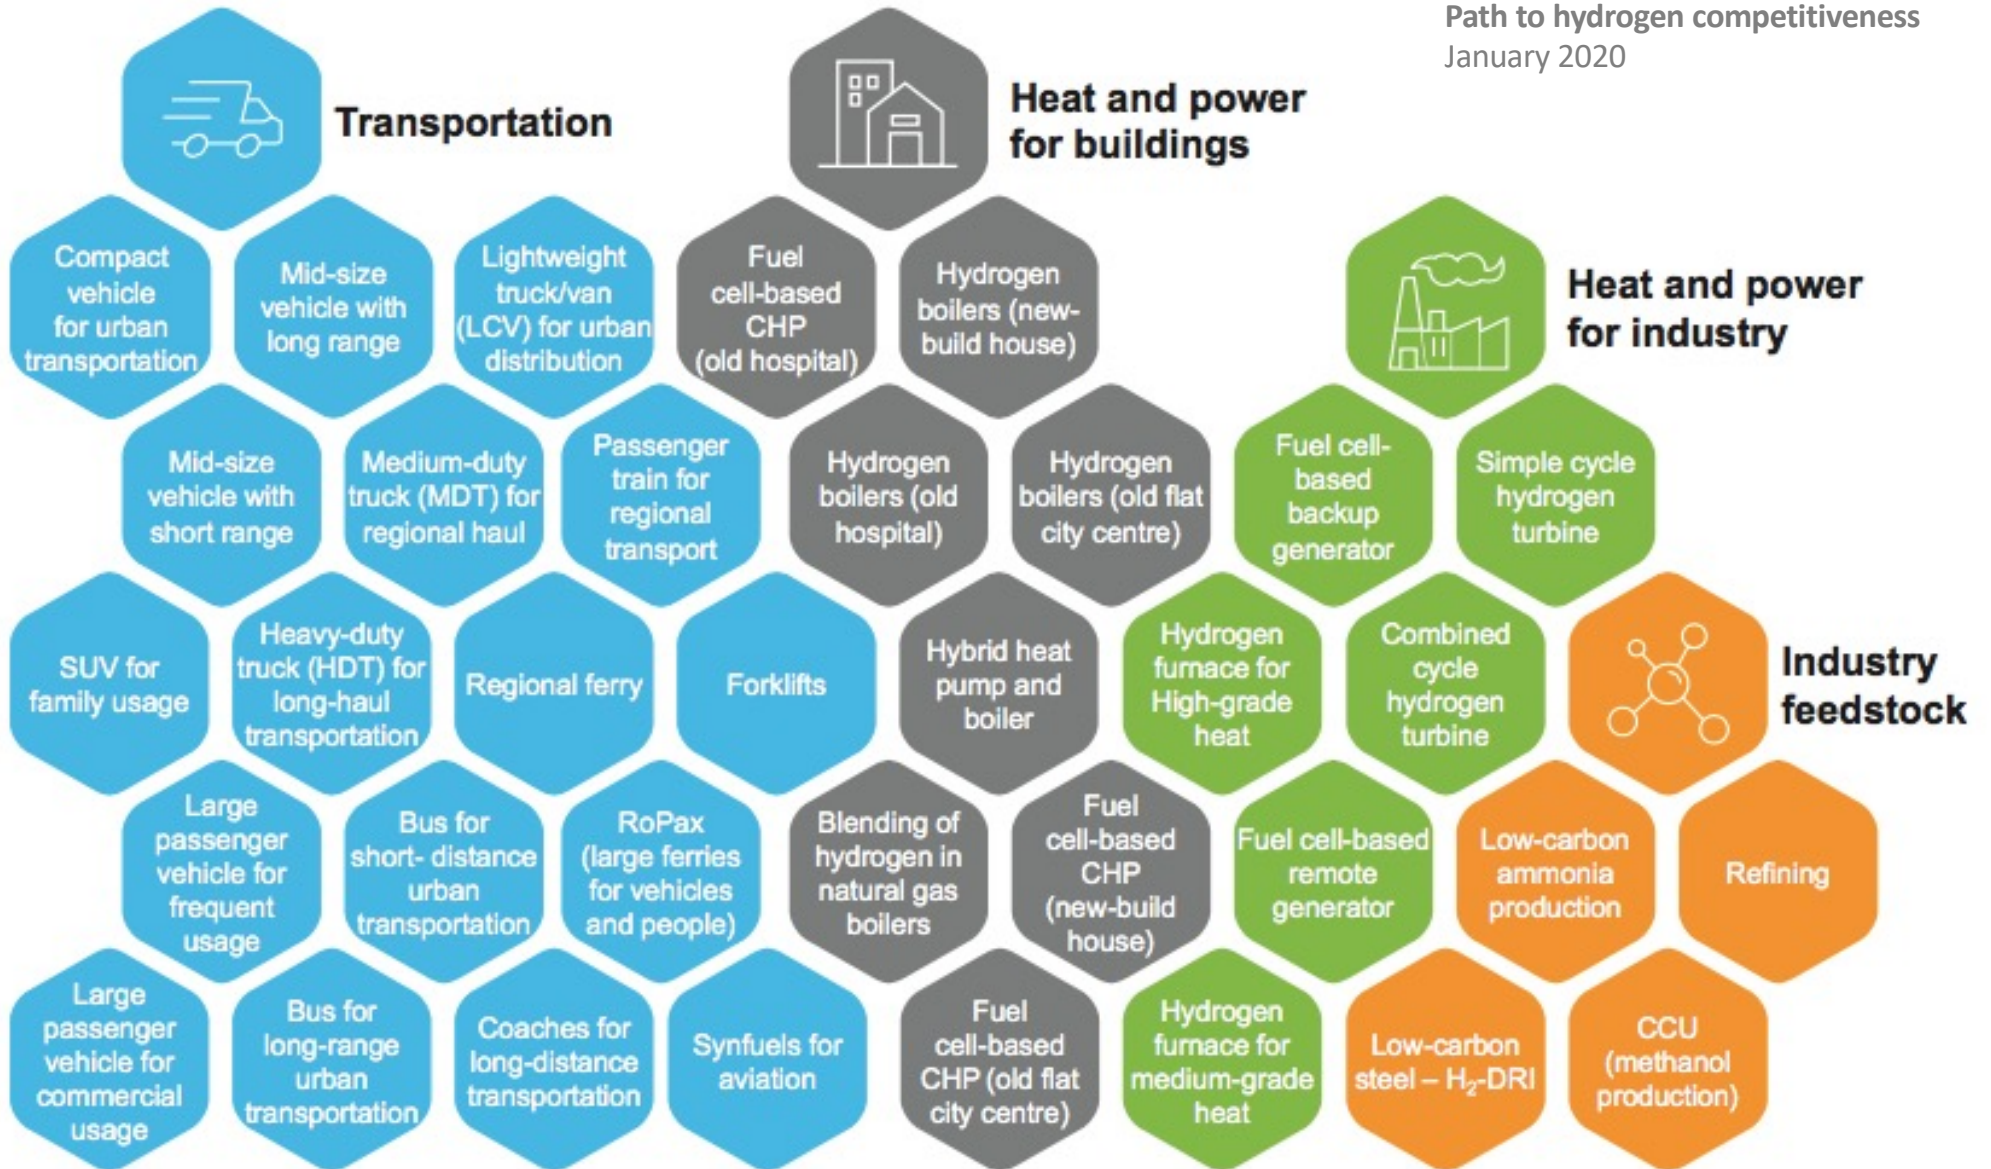 Path to hydrogen competitiveness
January 2020
Transportation
Heat and power
for buildings
Compact
vehicle
for urban
transportation
Mid-size
vehicle with
long range
Lightweight
truck/van
(LCV) for urban
distribution
Fuel
cell-based
CHP
(old hospital)
Hydrogen
boilers (new-
build house)
Heat and power
for industry
Mid-size
vehicle with
short range
Medium-duty
truck (MDT) for
regional haul
Passenger
train for
regional
transport
Hydrogen
boilers (old
hospital)
Hydrogen
boilers (old flat
city centre)
Fuel cell-
based
backup
generator
Simple cycle
hydrogen
turbine
SUV for
family usage
Heavy-duty
truck (HDT) for
long-haul
transportation
Regional ferry
Forklifts
Hybrid heat
pump and
boiler
Hydrogen
furnace for
High-grade
heat
Combined
cycle
hydrogen
turbine
Industry
feedstock
Large
passenger
vehicle for
frequent
usage
Bus for
short- distance
urban
transportation
RoPax
(large ferries
for vehicles
and people)
Blending of
hydrogen in
natural gas
boilers
Fuel
cell-based
CHP
(new-build
house)
Fuel cell-based
remote
generator
Low-carbon
ammonia
production
Refining
Large
passenger
vehicle for
commercial
usage
Bus for
long-range
urban
transportation
Coaches for
long-distance
transportation
Synfuels for
aviation
Fuel
cell-based
CHP (old flat
city centre)
Hydrogen
furnace for
medium-grade
heat
Low-carbon
steel – H₂-DRI
CCU
(methanol
production)